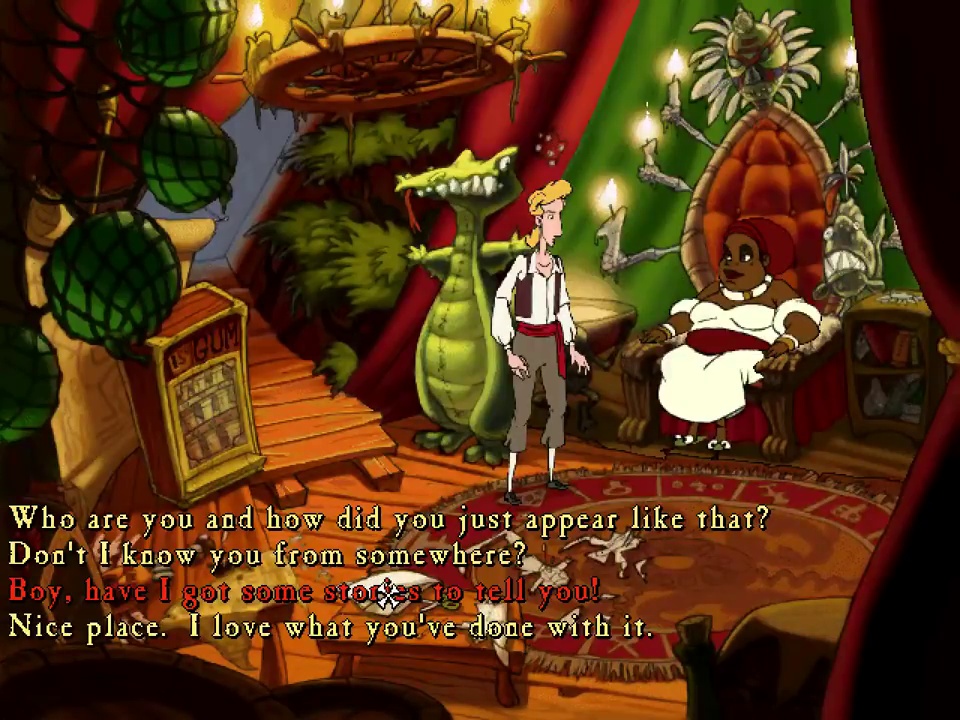 GUM
Who are you and how did you just appear like that?
Don't I know you from somewhere?
Boy, have I got some stories to tell you!
Nice place. I love what you've done with it.